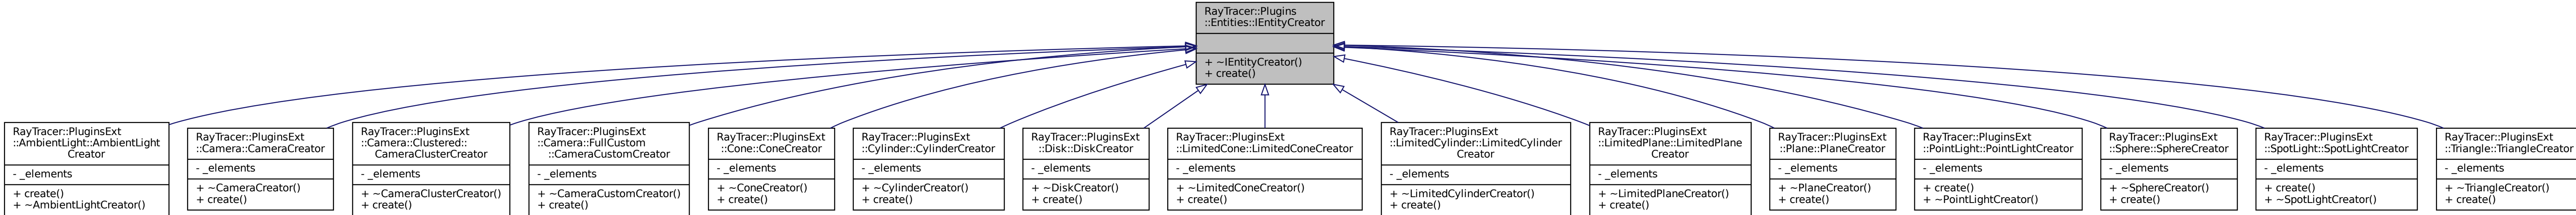 RayTracer::Plugins
::Entities::IEntityCreator
+ ~IEntityCreator()
+ create()
RayTracer::PluginsExt
::AmbientLight::AmbientLight
Creator
- _elements
+ create()
+ ~AmbientLightCreator()
RayTracer::PluginsExt
::Camera::CameraCreator
- _elements
+ ~CameraCreator()
+ create()
RayTracer::PluginsExt
::Camera::Clustered::
CameraClusterCreator
- _elements
+ ~CameraClusterCreator()
+ create()
RayTracer::PluginsExt
::Camera::FullCustom
::CameraCustomCreator
- _elements
+ ~CameraCustomCreator()
+ create()
RayTracer::PluginsExt
::Cone::ConeCreator
- _elements
+ ~ConeCreator()
+ create()
RayTracer::PluginsExt
::Cylinder::CylinderCreator
- _elements
+ ~CylinderCreator()
+ create()
RayTracer::PluginsExt
::Disk::DiskCreator
- _elements
+ ~DiskCreator()
+ create()
RayTracer::PluginsExt
::LimitedCone::LimitedConeCreator
- _elements
+ ~LimitedConeCreator()
+ create()
RayTracer::PluginsExt
::LimitedCylinder::LimitedCylinder
Creator
- _elements
+ ~LimitedCylinderCreator()
+ create()
RayTracer::PluginsExt
::LimitedPlane::LimitedPlane
Creator
- _elements
+ ~LimitedPlaneCreator()
+ create()
RayTracer::PluginsExt
::Plane::PlaneCreator
- _elements
+ ~PlaneCreator()
+ create()
RayTracer::PluginsExt
::PointLight::PointLightCreator
- _elements
+ create()
+ ~PointLightCreator()
RayTracer::PluginsExt
::Sphere::SphereCreator
- _elements
+ ~SphereCreator()
+ create()
RayTracer::PluginsExt
::SpotLight::SpotLightCreator
- _elements
+ create()
+ ~SpotLightCreator()
RayTracer::PluginsExt
::Triangle::TriangleCreator
- _elements
+ ~TriangleCreator()
+ create()